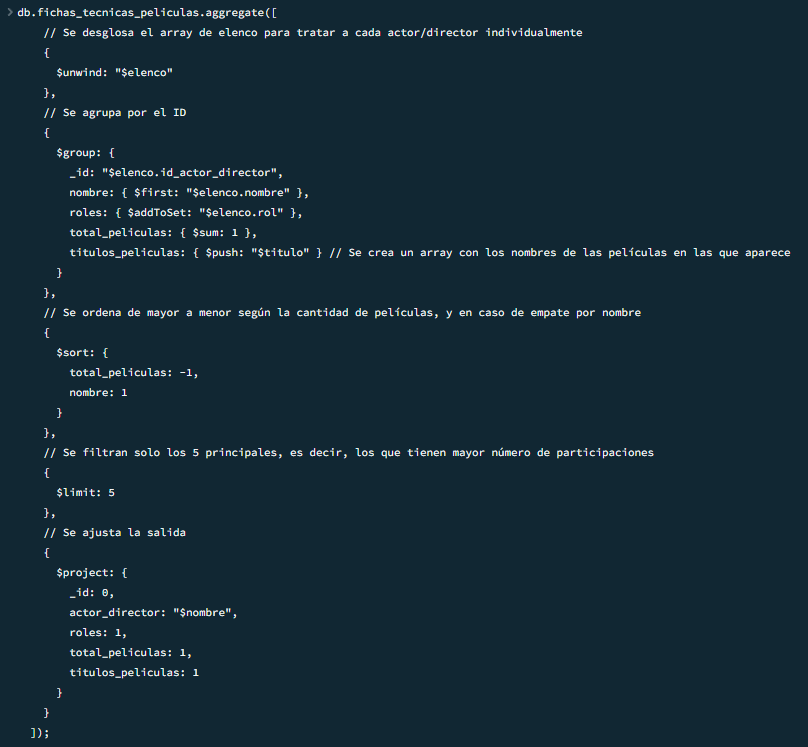 > db.fichas_tecnicas_peliculas.aggregate([
    // Se desglosa el array de elenco para tratar a cada actor/director individualmente
    {
      $unwind: "$elenco"
    },
    // Se agrupa por el ID
    {
      $group: {
        _id: "$elenco.id_actor_director",
        nombre: { $first: "$elenco.nombre" },
        roles: { $addToSet: "$elenco.rol" },
        total_peliculas: { $sum: 1 },
        titulos_peliculas: { $push: "$titulo" } // Se crea un array con los nombres de las películas en las que aparece
      }
    },
    // Se ordena de mayor a menor según la cantidad de películas, y en caso de empate por nombre
    {
      $sort: {
        total_peliculas: -1,
        nombre: 1
      }
    },
    // Se filtran solo los 5 principales, es decir, los que tienen mayor número de participaciones
    {
      $limit: 5
    },
    // Se ajusta la salida
    {
      $project: {
        _id: 0,
        actor_director: "$nombre",
        roles: 1,
        total_peliculas: 1,
        titulos_peliculas: 1
      }
    }
  ]);